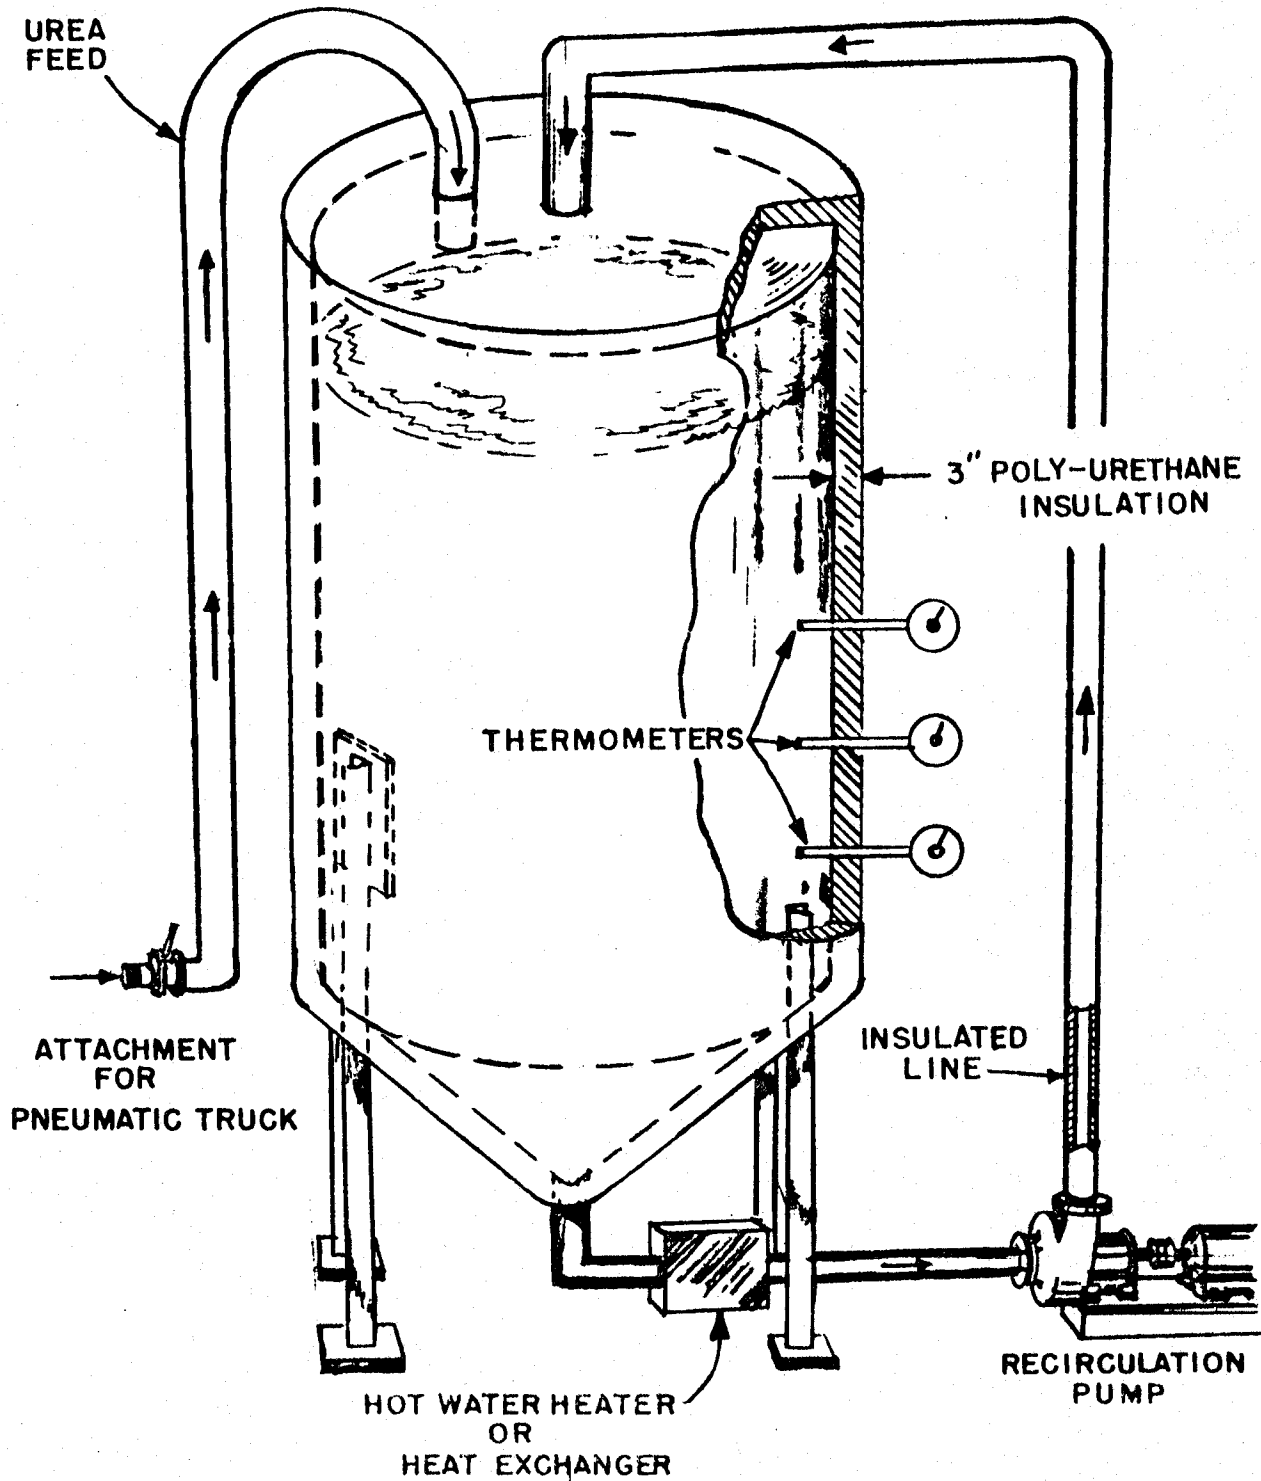 UREA
FEED
3" POLY-URETHANE
INSULATION
THERMOMETERS
ATTACHMENT
FOR
PNEUMATIC TRUCK
INSULATED
LINE
RECIRCULATION
PUMP
HOT WATER HEATER
OR
HEAT EXCHANGER